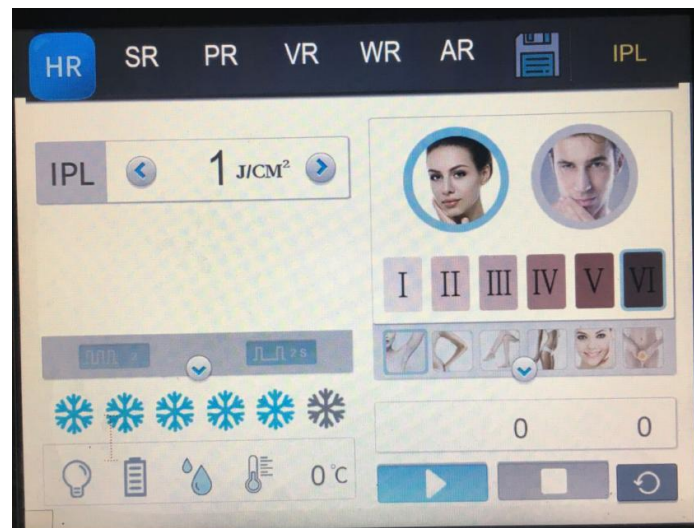 HR SR PR VR WR AR IPL
IPL 1 J/CM²
I II III IV V VI
2S
0 0
0°C